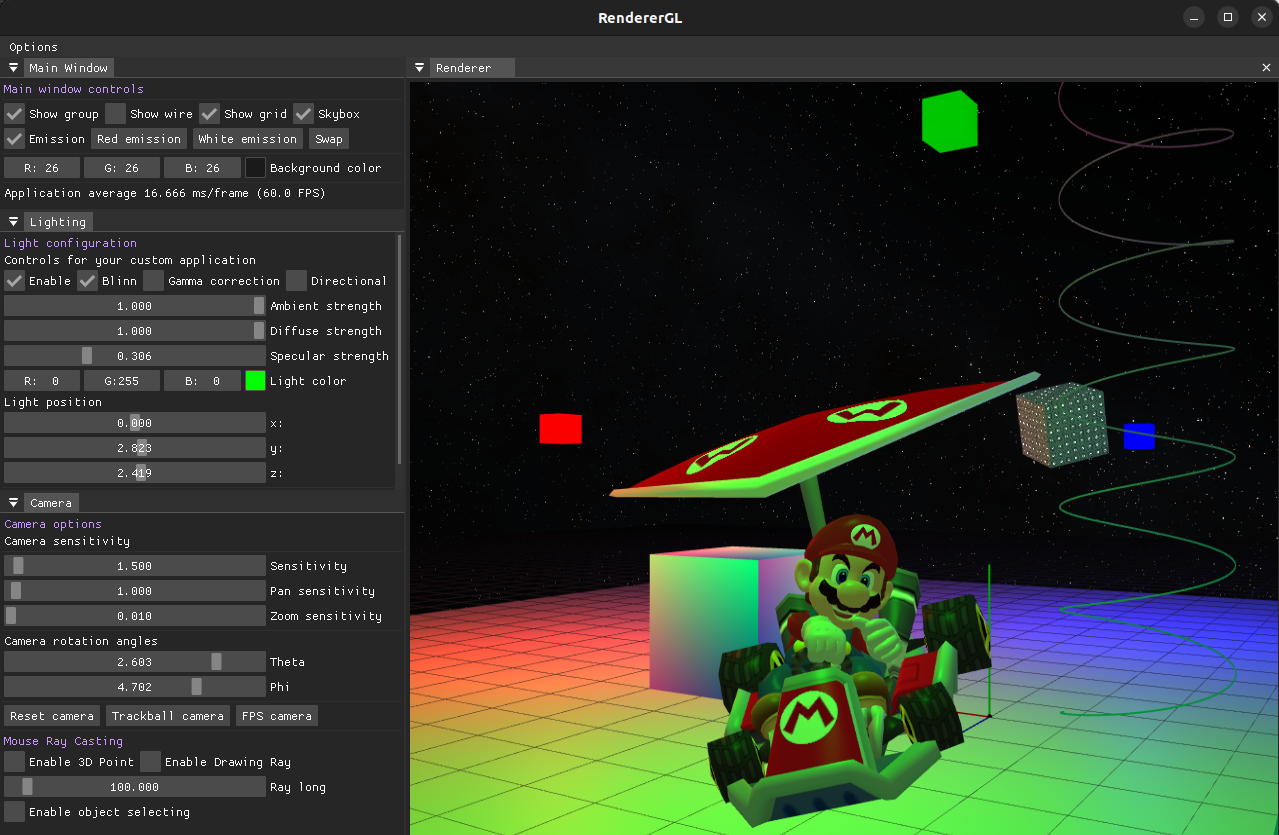 RendererGL
Options
Main Window
Main window controls
Show group Show wire Show grid Skybox
Emission Red emission White emission Swap
R: 26 G: 26 B: 26 Background color
Application average 16.666 ms/frame (60.0 FPS)
Lighting
Light configuration
Controls for your custom application
Enable Blinn Gamma correction Directional
1.000 Ambient strength
1.000 Diffuse strength
0.306 Specular strength
R: 0 G:255 B: 0 Light color
Light position
0.000 x:
2.823 y:
2.419 z:
Camera
Camera options
Camera sensitivity
1.500 Sensitivity
1.000 Pan sensitivity
0.010 Zoom sensitivity
Camera rotation angles
2.603 Theta
4.702 Phi
Reset camera Trackball camera FPS camera
Mouse Ray Casting
Enable 3D Point Enable Drawing Ray
100.000 Ray long
Enable object selecting
Renderer
M
M
M
M